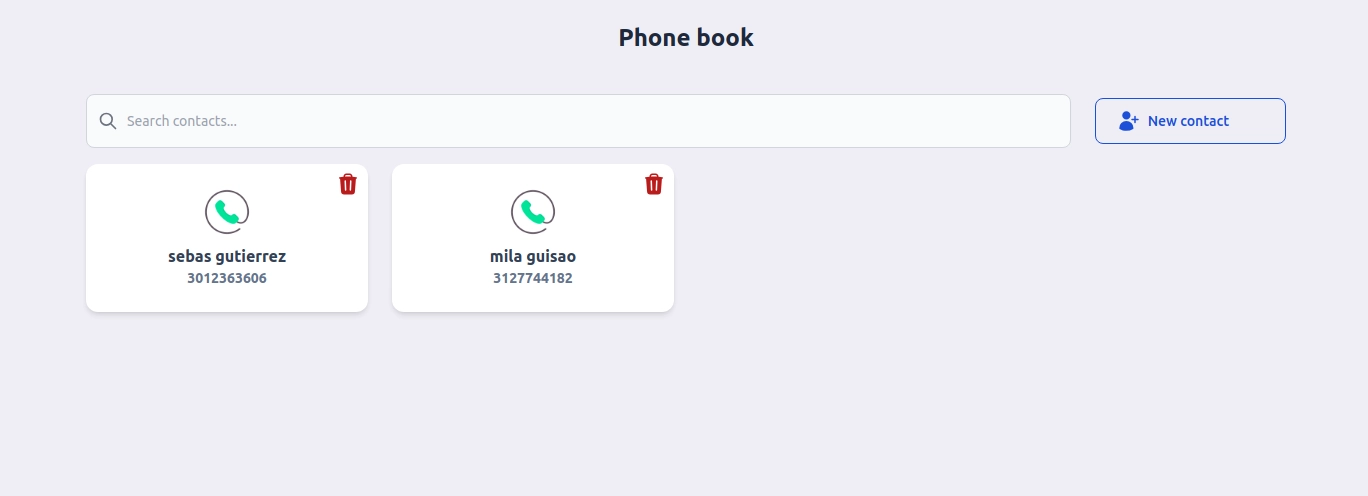 Phone book
Search contacts...
New contact
sebas gutierrez
3012363606
mila guisao
3127744182